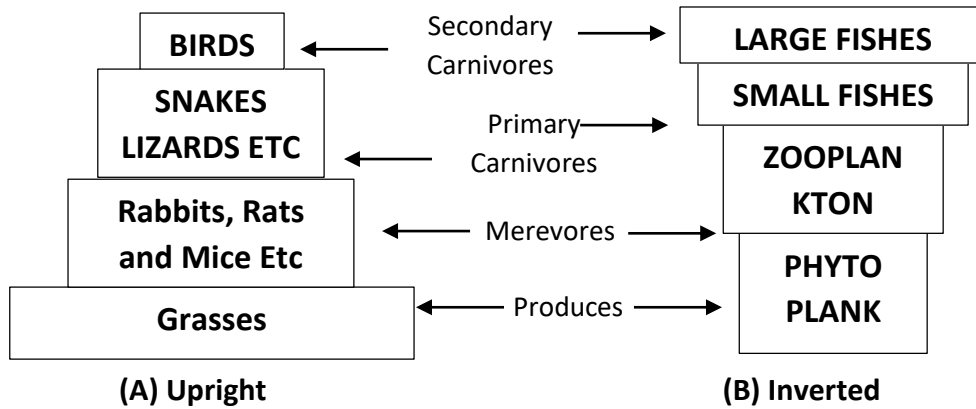 BIRDS
SNAKES
LIZARDS ETC
Rabbits, Rats
and Mice Etc
Grasses
(A) Upright
Secondary
Carnivores
Primary
Carnivores
Merevores
Produces
LARGE FISHES
SMALL FISHES
ZOOPLAN
KTON
PHYTO
PLANK
(B) Inverted